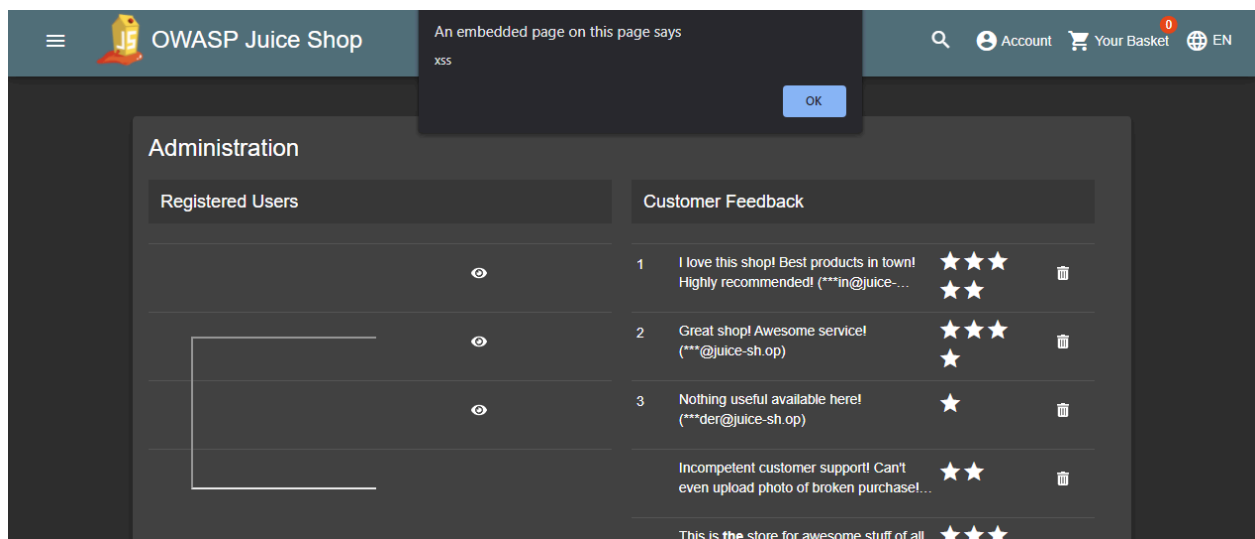 OWASP Juice Shop
An embedded page on this page says
xss
OK
Account
0
Your Basket
EN
Administration
Registered Users
Customer Feedback
1
I love this shop! Best products in town!
Highly recommended! (***in@juice-...
2
Great shop! Awesome service!
(***@juice-sh.op)
3
Nothing useful available here!
(***der@juice-sh.op)
Incompetent customer support! Can't
even upload photo of broken purchase!...
This is the store for awesome stuff of all